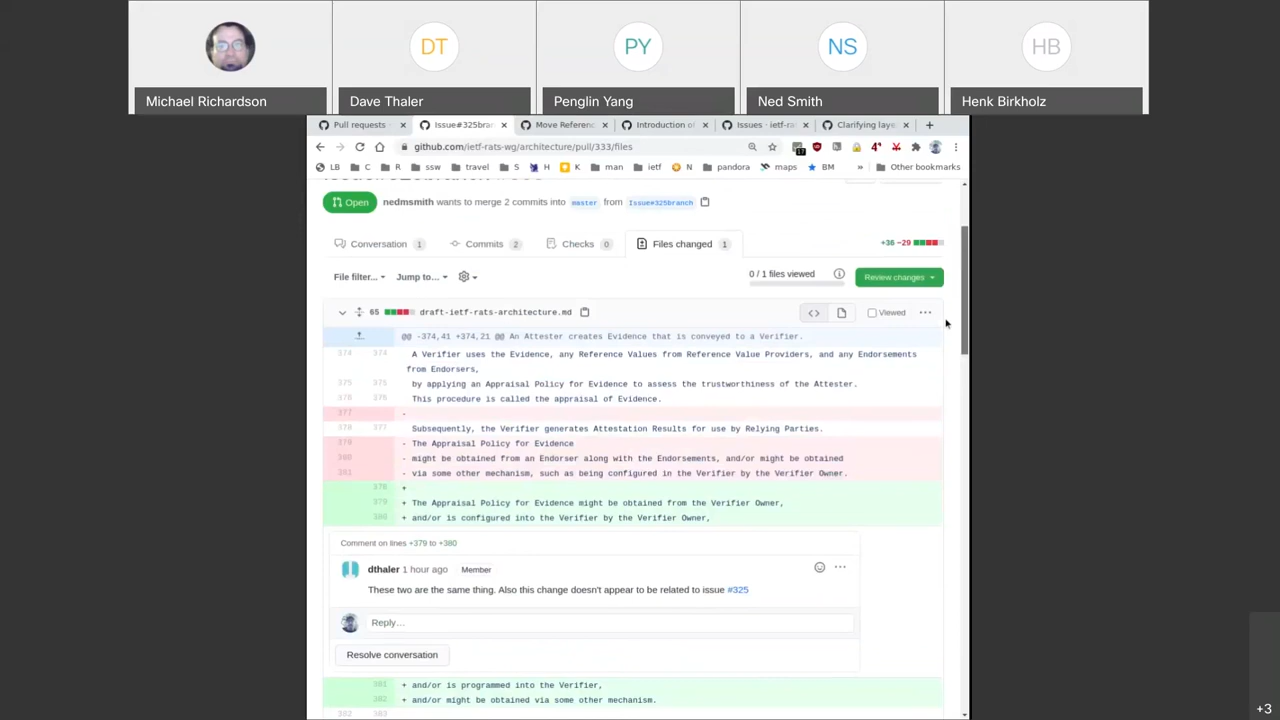 DT
PY
NS
HB
Michael Richardson
Dave Thaler
Penglin Yang
Ned Smith
Henk Birkholz
Pull requests
Issue#325bran
Move Referenc
Introduction of
Issues · ietf-ra
Clarifying laye
github.com/ietf-rats-wg/architecture/pull/333/files
17
4
LB
C
R
ssw
travel
S
H
K
man
ietf
N
pandora
maps
BM
»
Other bookmarks
Open
nedmsmith wants to merge 2 commits into master from Issue#325branch
Conversation 1
Commits 2
Checks 0
Files changed 1
+36 −29
File filter...
Jump to...
0 / 1 files viewed
Review changes
65 draft-ietf-rats-architecture.md
Viewed
@@ -374,41 +374,21 @@ An Attester creates Evidence that is conveyed to a Verifier.
374 374 A Verifier uses the Evidence, any Reference Values from Reference Value Providers, and any Endorsements
from Endorsers,
375 375 by applying an Appraisal Policy for Evidence to assess the trustworthiness of the Attester.
376 376 This procedure is called the appraisal of Evidence.
377 -
378 377 Subsequently, the Verifier generates Attestation Results for use by Relying Parties.
379 - The Appraisal Policy for Evidence
380 - might be obtained from an Endorser along with the Endorsements, and/or might be obtained
381 - via some other mechanism, such as being configured in the Verifier by the Verifier Owner.
378 +
379 + The Appraisal Policy for Evidence might be obtained from the Verifier Owner,
380 + and/or is configured into the Verifier by the Verifier Owner,
Comment on lines +379 to +380
dthaler 1 hour ago Member
These two are the same thing. Also this change doesn't appear to be related to issue #325
Reply...
Resolve conversation
381 + and/or is programmed into the Verifier,
382 + and/or might be obtained via some other mechanism.
382 383
+3